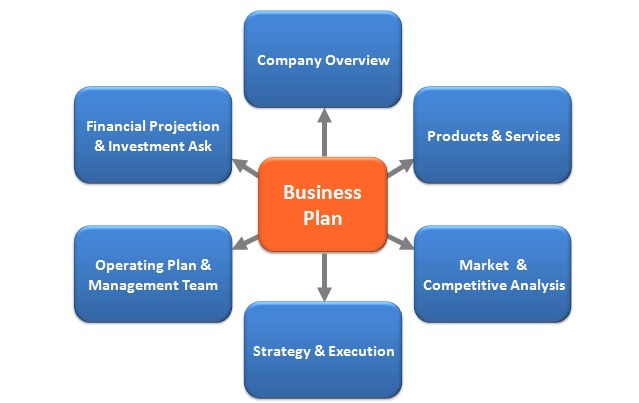 Company Overview
Financial Projection
& Investment Ask
Products & Services
Business
Plan
Operating Plan &
Management Team
Market & 
Competitive Analysis
Strategy & Execution